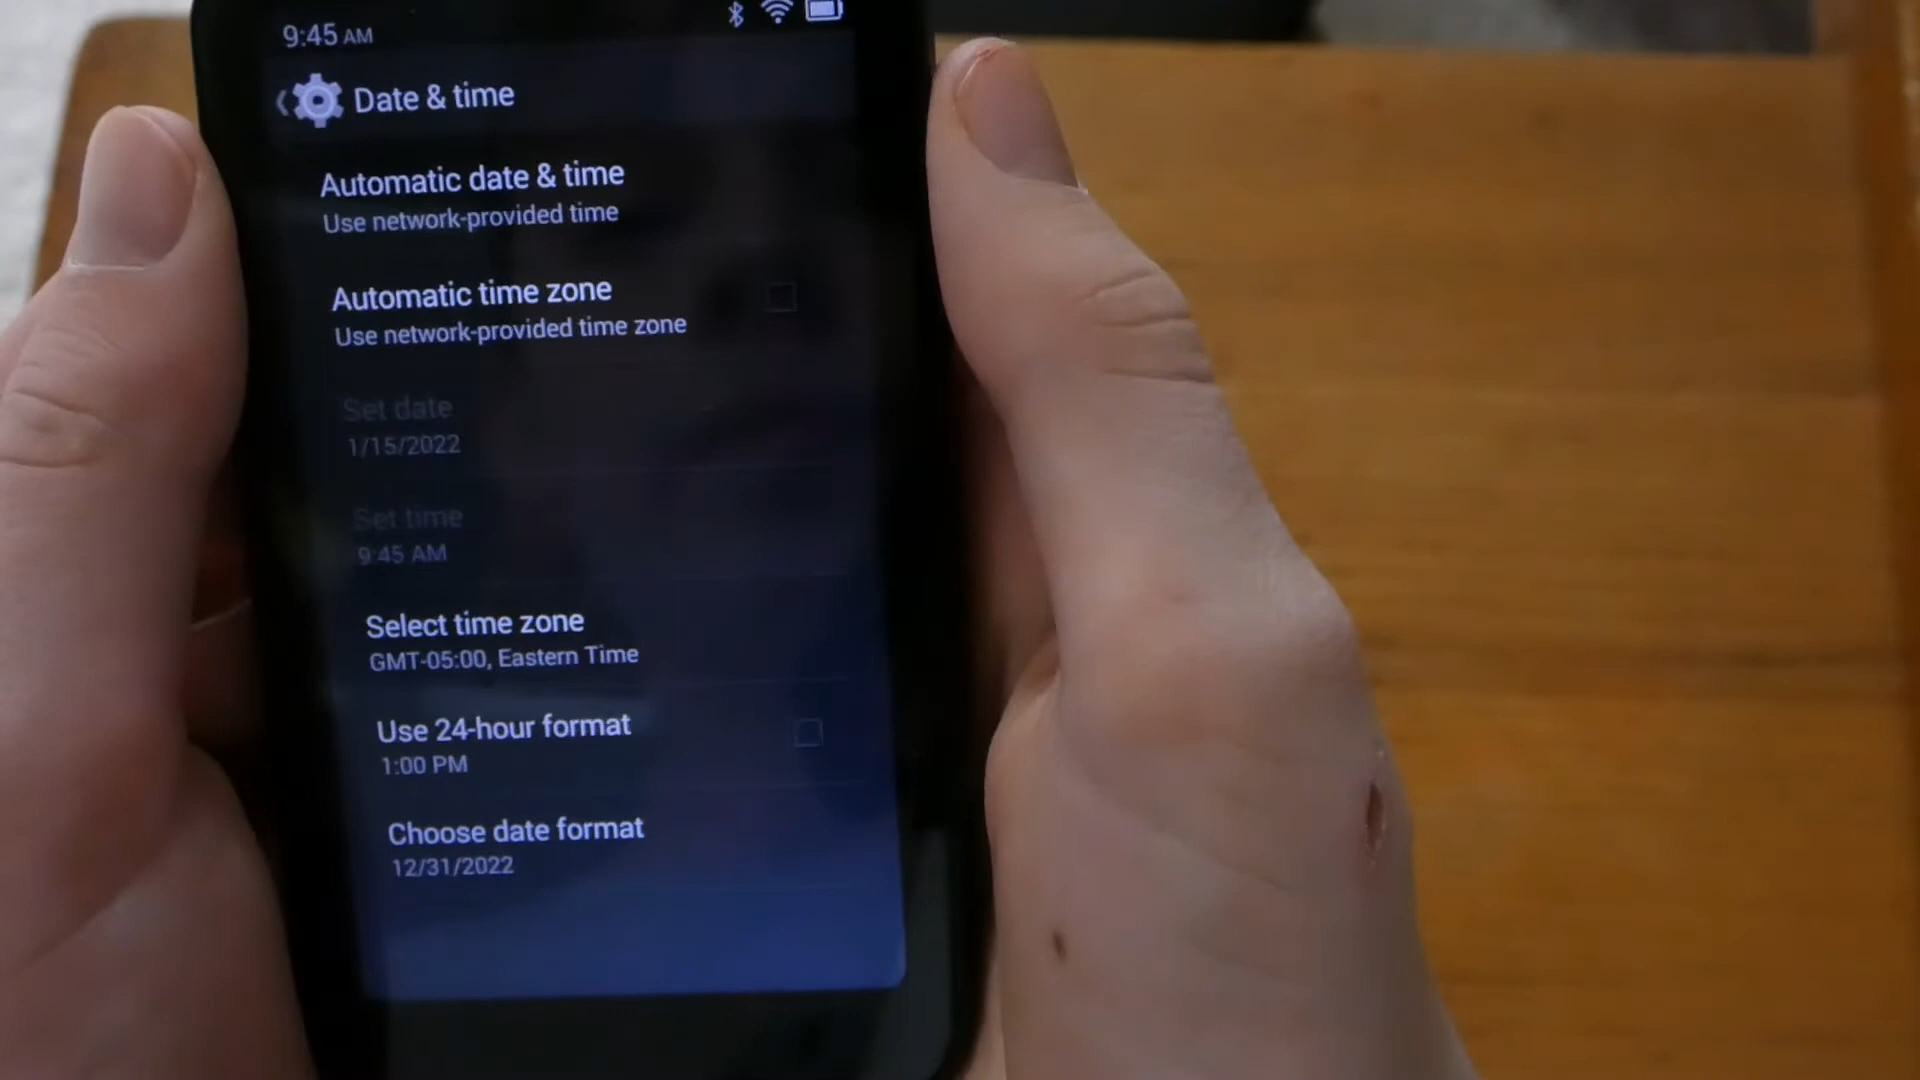 9:45 AM
Date & time
Automatic date & time
Use network-provided time
Automatic time zone
Use network-provided time zone
Set date
1/15/2022
Set time
9:45 AM
Select time zone
GMT-05:00, Eastern Time
Use 24-hour format
1:00 PM
Choose date format
12/31/2022